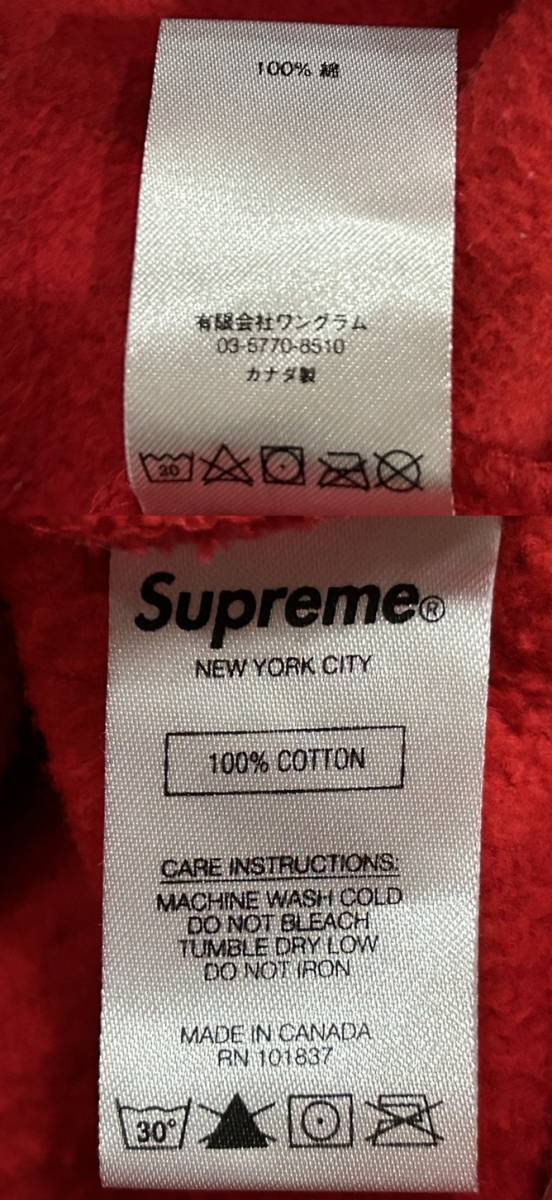 100% 綿
有限会社ワングラム
03-5770-8510
カナダ製
30
Supreme®
NEW YORK CITY
100% COTTON
CARE INSTRUCTIONS:
MACHINE WASH COLD
DO NOT BLEACH
TUMBLE DRY LOW
DO NOT IRON
MADE IN CANADA
RN 101837
30°